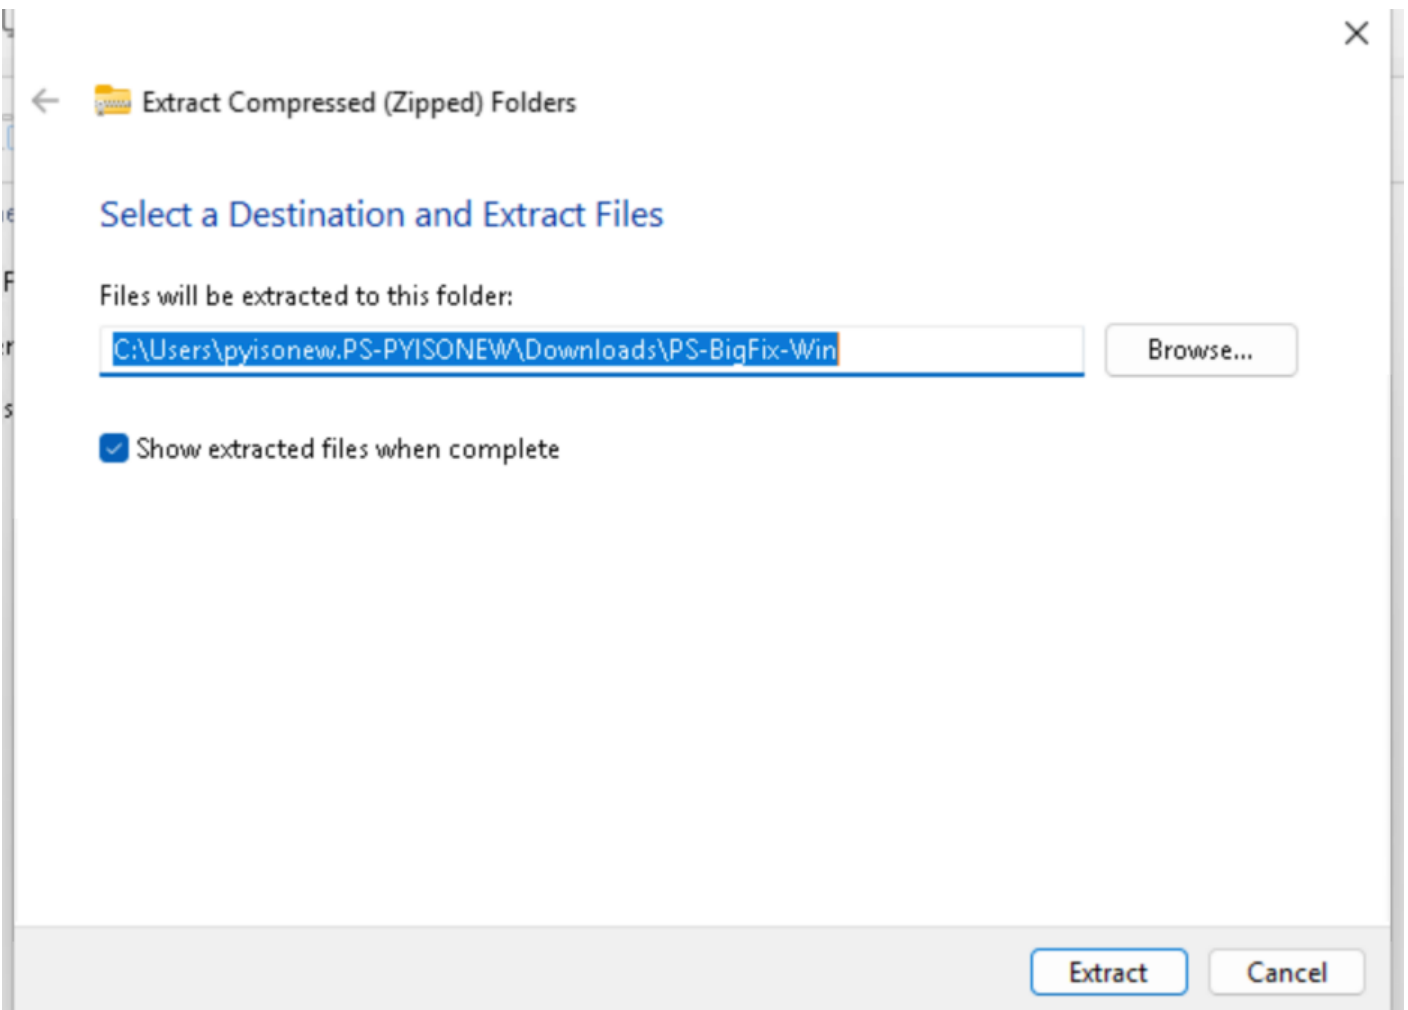 Extract Compressed (Zipped) Folders
Select a Destination and Extract Files
Files will be extracted to this folder:
C:\Users\pyisonew.PS-PYISONEW\Downloads\PS-BigFix-Win
Browse...
Show extracted files when complete
Extract
Cancel